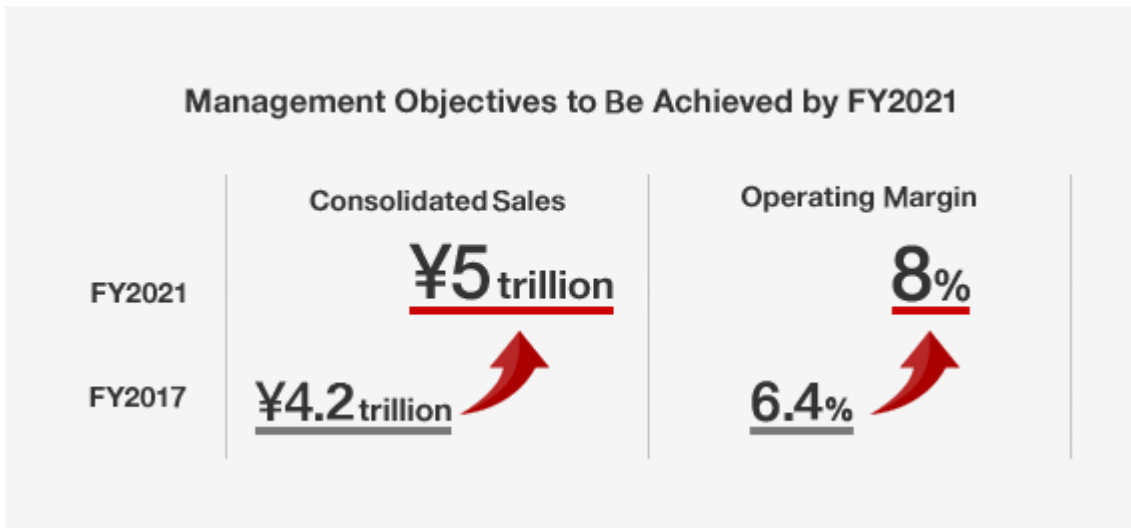 Management Objectives to Be Achieved by FY2021
Consolidated Sales
Operating Margin
FY2021
¥5 trillion
8%
FY2017
¥4.2 trillion
6.4%